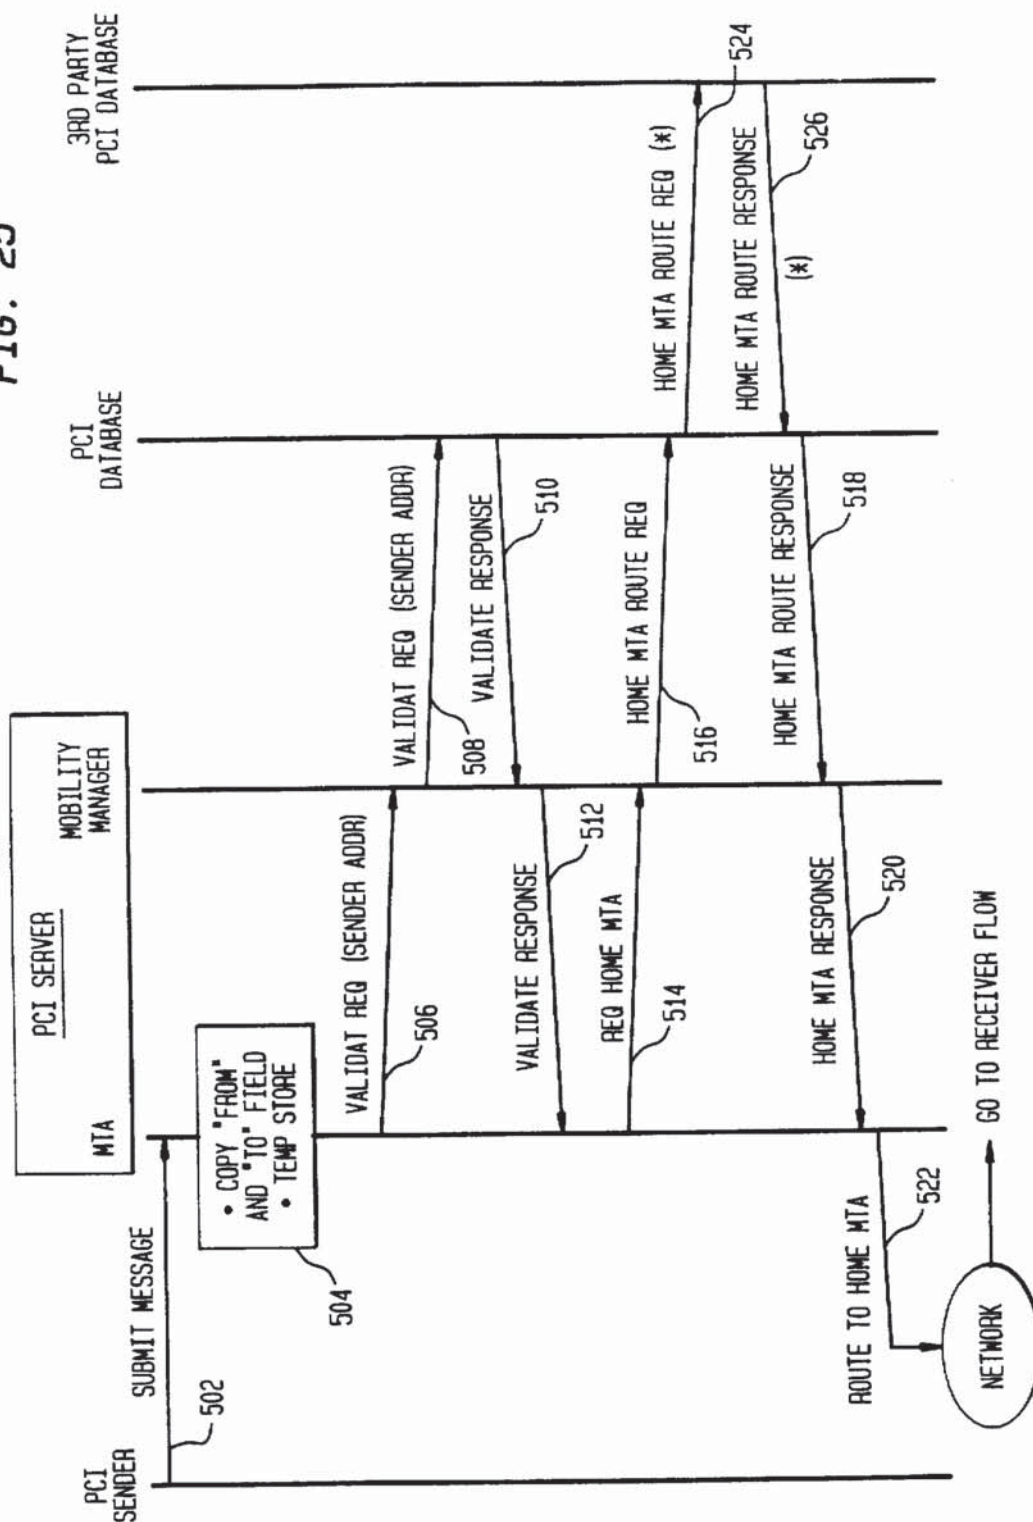 FIG. 25
PCI SERVER
PCI
SENDER
MTA
MOBILITY
MANAGER
PCI
DATABASE
3RD PARTY
PCI DATABASE
SUBMIT MESSAGE
502
• COPY "FROM"
AND "TO" FIELD
• TEMP STORE
504
VALIDAT REQ (SENDER ADDR)
506
VALIDAT REQ (SENDER ADDR)
508
VALIDATE RESPONSE
510
VALIDATE RESPONSE
512
REQ HOME MTA
514
HOME MTA ROUTE REQ
516
HOME MTA ROUTE REQ (*)
524
HOME MTA ROUTE RESPONSE
(*)
526
HOME MTA ROUTE RESPONSE
518
HOME MTA RESPONSE
520
ROUTE TO HOME MTA
522
NETWORK
GO TO RECEIVER FLOW